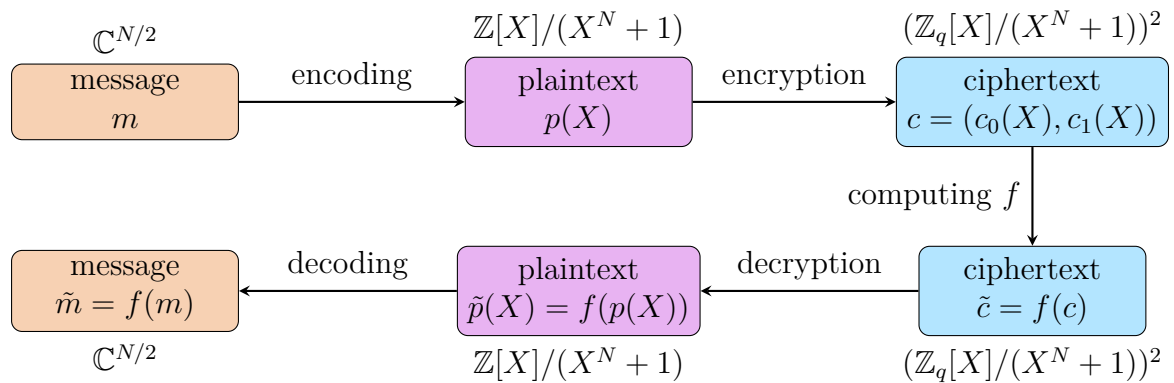 ℂ^{N/2}
ℤ[X]/(X^N + 1)
(ℤ_q[X]/(X^N + 1))^2
message
m
encoding
plaintext
p(X)
encryption
ciphertext
c = (c_0(X), c_1(X))
computing f
message
m̃ = f(m)
decoding
plaintext
p̃(X) = f(p(X))
decryption
ciphertext
c̃ = f(c)
ℂ^{N/2}
ℤ[X]/(X^N + 1)
(ℤ_q[X]/(X^N + 1))^2